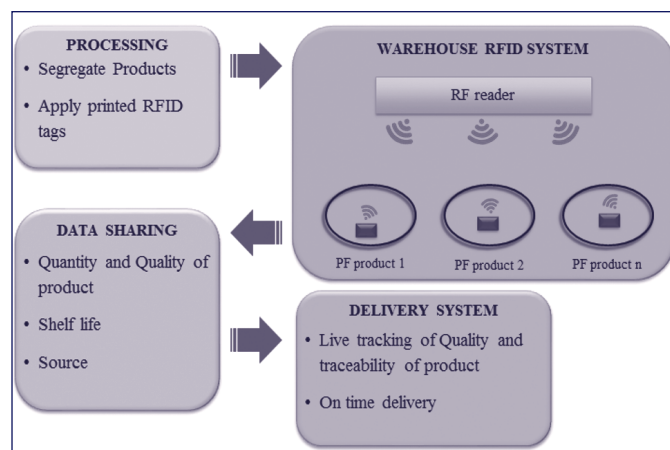 PROCESSING
• Segregate Products
• Apply printed RFID
tags
WAREHOUSE RFID SYSTEM
RF reader
PF product 1
PF product 2
PF product n
DATA SHARING
• Quantity and Quality of
product
• Shelf life
• Source
DELIVERY SYSTEM
• Live tracking of Quality and
traceability of product
• On time delivery